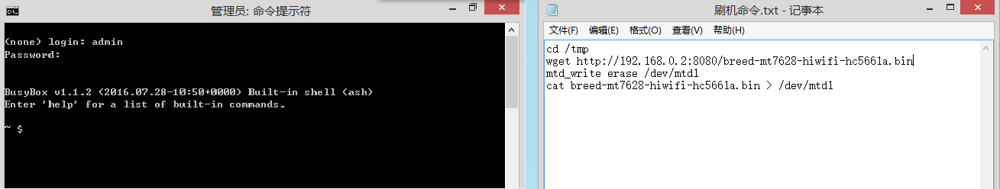 管理员: 命令提示符
(none) login: admin
Password:
BusyBox v1.1.2 (2016.07.28-10:50+0000) Built-in shell (ash)
Enter 'help' for a list of built-in commands.
~ $
刷机命令.txt - 记事本
文件(F) 编辑(E) 格式(O) 查看(V) 帮助(H)
cd /tmp
wget http://192.168.0.2:8080/breed-mt7628-hiwifi-hc5661a.bin
mtd_write erase /dev/mtd1
cat breed-mt7628-hiwifi-hc5661a.bin > /dev/mtd1